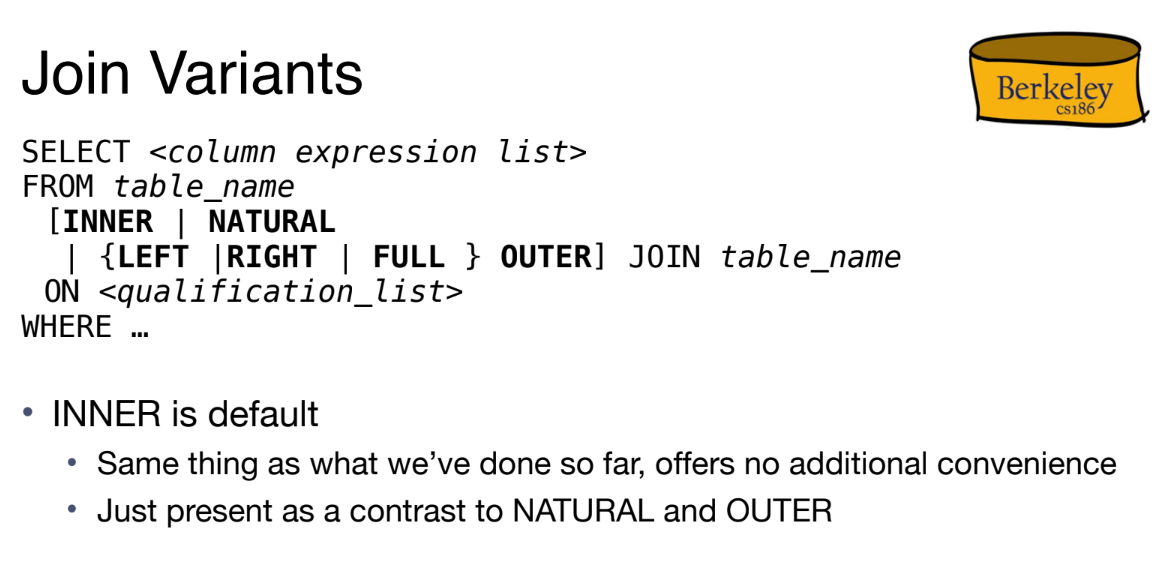 Join Variants
Berkeley
cs186
SELECT <column expression list>
FROM table_name
[INNER | NATURAL
| {LEFT |RIGHT | FULL } OUTER] JOIN table_name
ON <qualification_list>
WHERE …
• INNER is default
• Same thing as what we’ve done so far, offers no additional convenience
• Just present as a contrast to NATURAL and OUTER